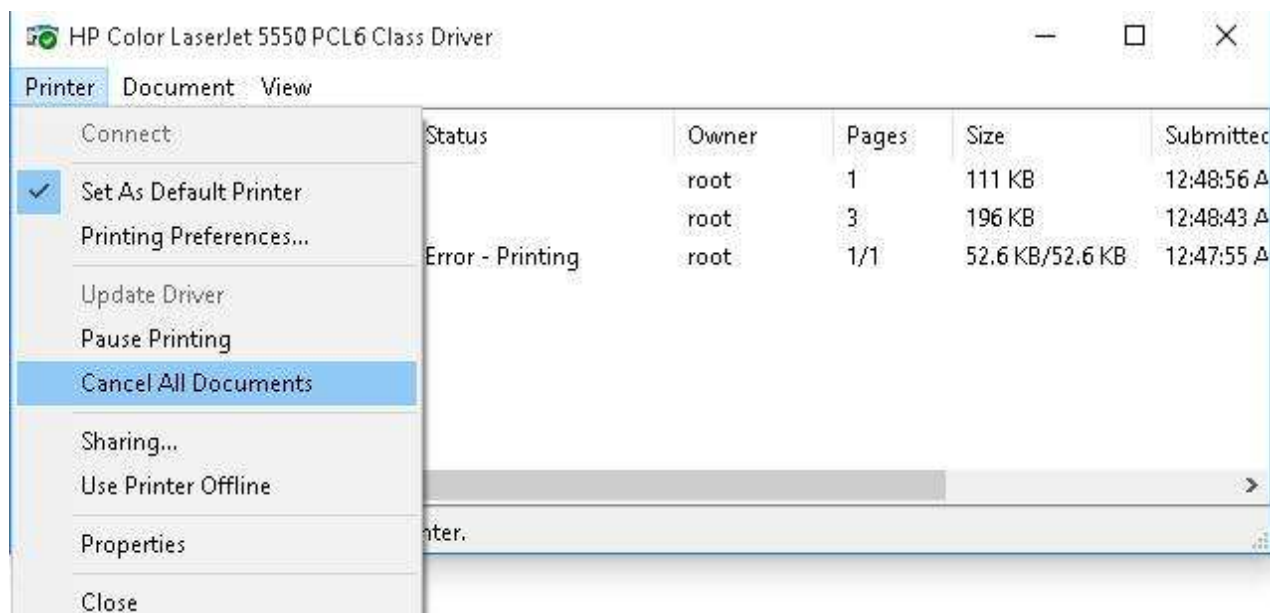 HP Color LaserJet 5550 PCL6 Class Driver
Printer Document View
Connect
Set As Default Printer
Printing Preferences...
Update Driver
Pause Printing
Cancel All Documents
Sharing...
Use Printer Offline
Properties
Close
Status Owner Pages Size Submitted
root 1 111 KB 12:48:56 A
root 3 196 KB 12:48:43 A
Error - Printing root 1/1 52.6 KB/52.6 KB 12:47:55 A
nter.